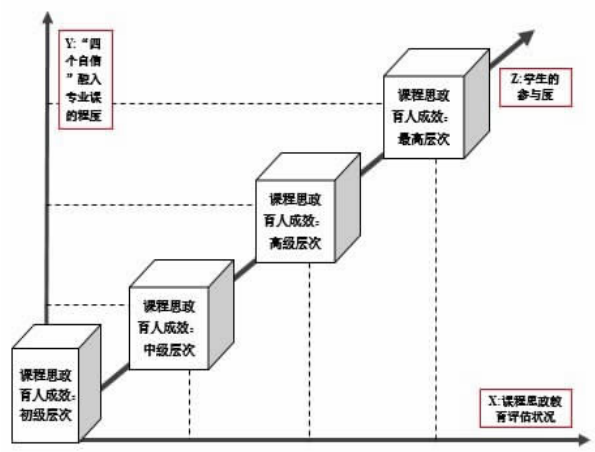 Y:“四
个自信
”融入
专业课
的程度
Z:学生的
参与度
课程思政
育人成效：
最高层次
课程思政
育人成效：
高级层次
课程思政
育人成效：
中级层次
课程思政
育人成效：
初级层次
X:课程思政教
育评估状况